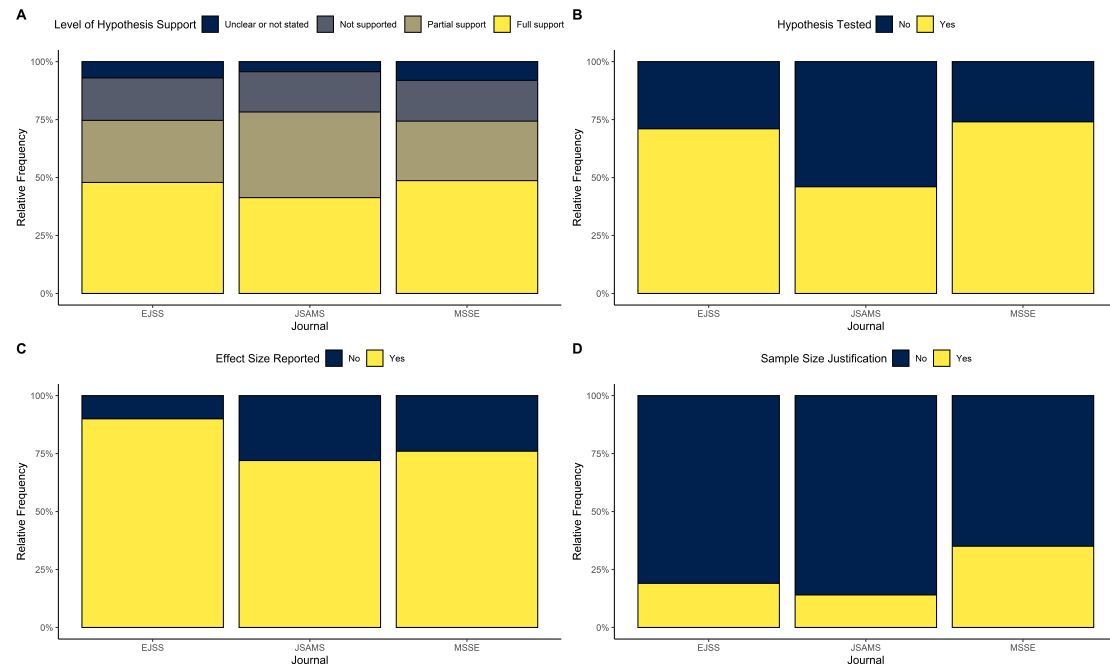 A
Level of Hypothesis Support Unclear or not stated Not supported Partial support Full support
Relative Frequency
100%
75%
50%
25%
0%
EJSS JSAMS MSSE
Journal
B
Hypothesis Tested No Yes
Relative Frequency
100%
75%
50%
25%
0%
EJSS JSAMS MSSE
Journal
C
Effect Size Reported No Yes
Relative Frequency
100%
75%
50%
25%
0%
EJSS JSAMS MSSE
Journal
D
Sample Size Justification No Yes
Relative Frequency
100%
75%
50%
25%
0%
EJSS JSAMS MSSE
Journal